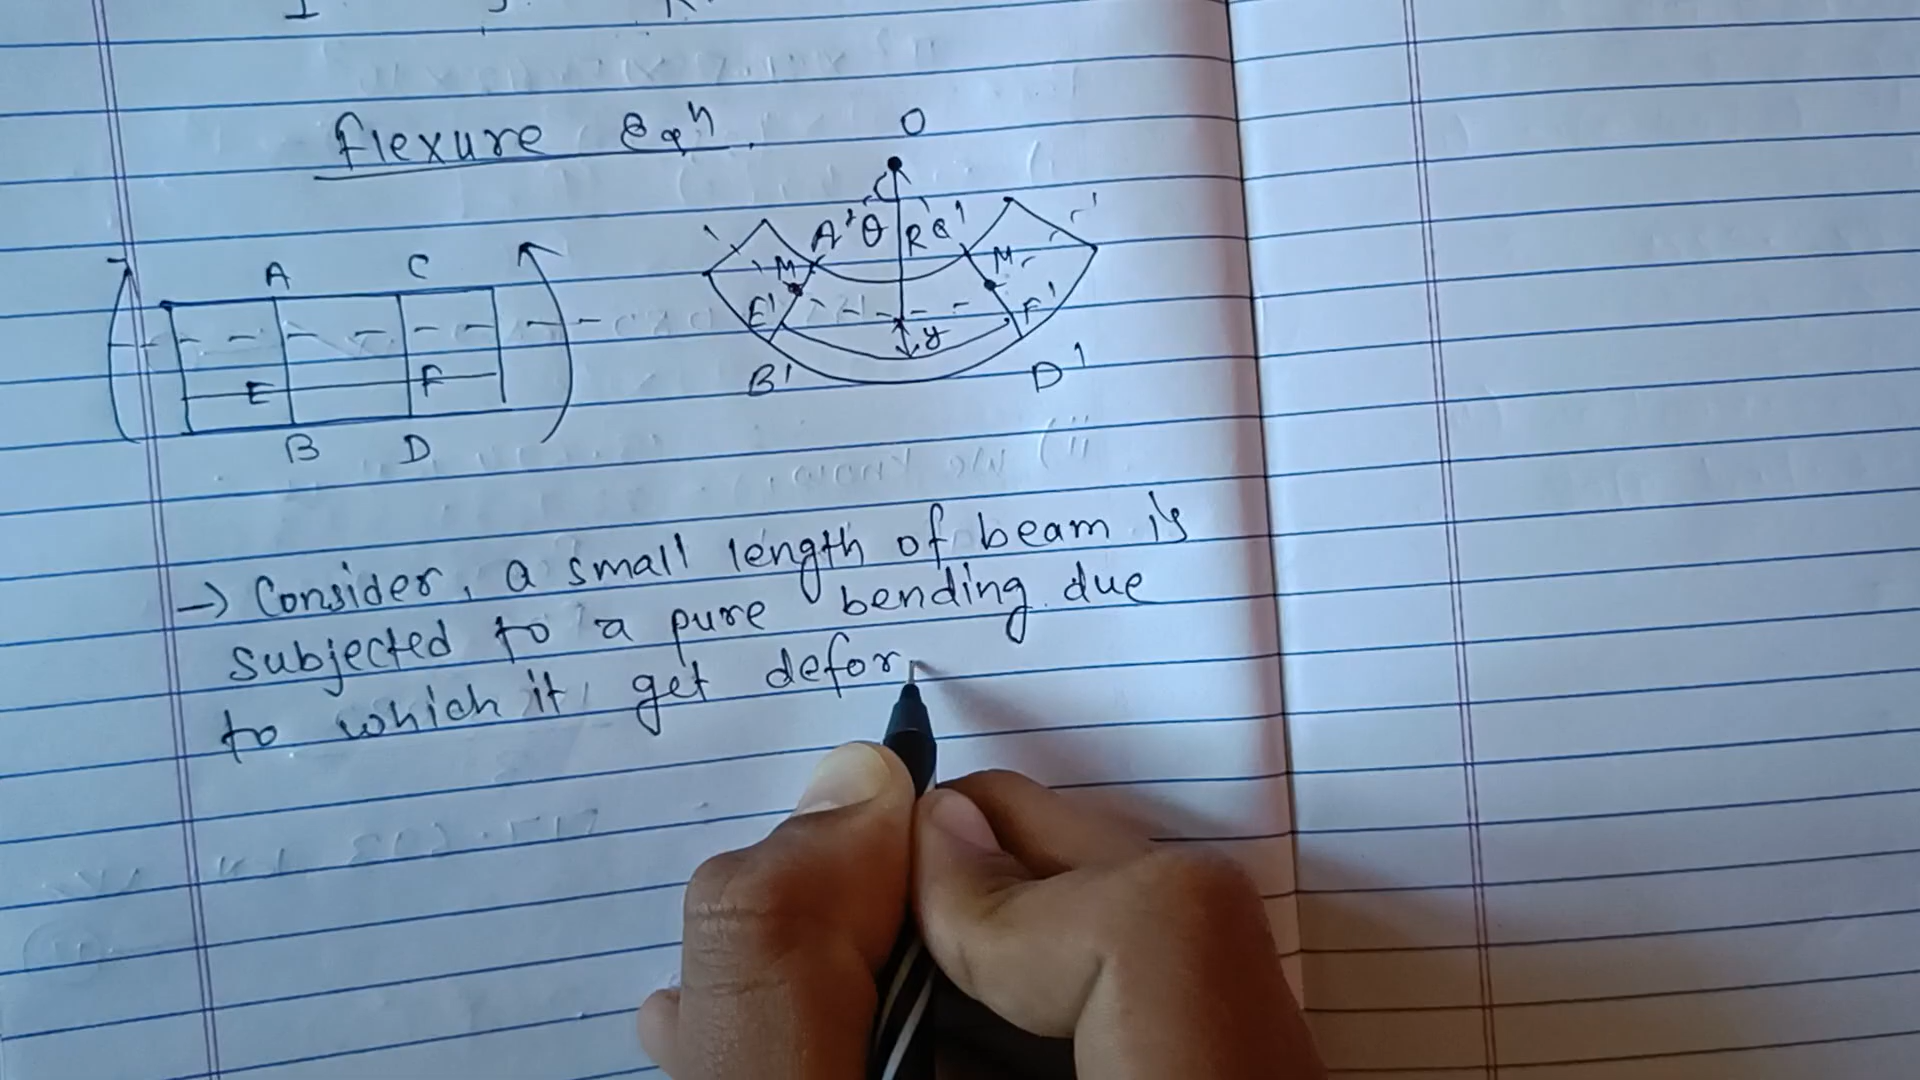 flexure eqⁿ.
O
A' θ R Q'
A C
M M
E' F'
y
E F
B' D'
B D
→ Consider, a small length of beam is
subjected to a pure bending due
to which it get defor